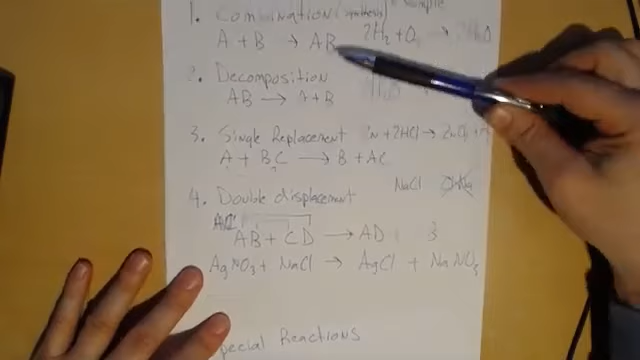 1. Combination (synthesis)
A + B → AB 2H₂ + O₂ →
2. Decomposition
AB → A + B
3. Single Replacement + 2HCl →
A + BC → B + AC
4. Double displacement NaCl
AB + CD → AD
AgNO₃ + NaCl → AgCl + NaNO₃
Reactions